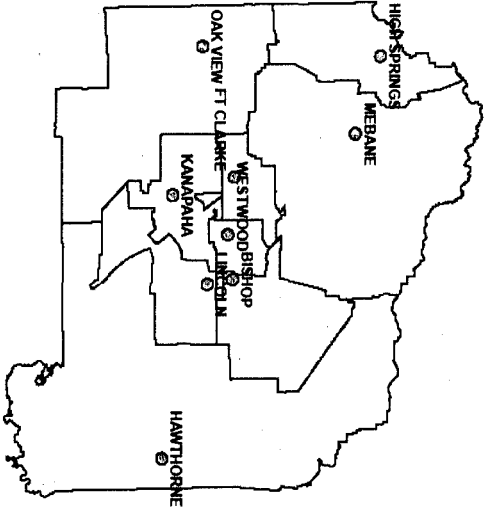 HIGH SPRINGS
MEBANE
OAK VIEW
FT CLARKE
WESTWOOD
BISHOP
KANAPAHA
LINCOLN
HAWTHORNE